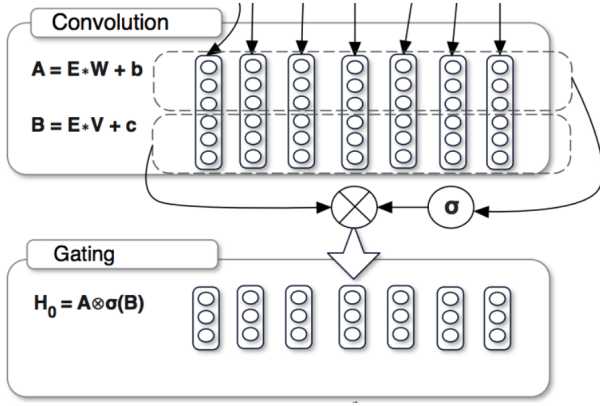 Convolution
A = E*W + b
B = E*V + c
σ
Gating
H₀ = A⊗σ(B)